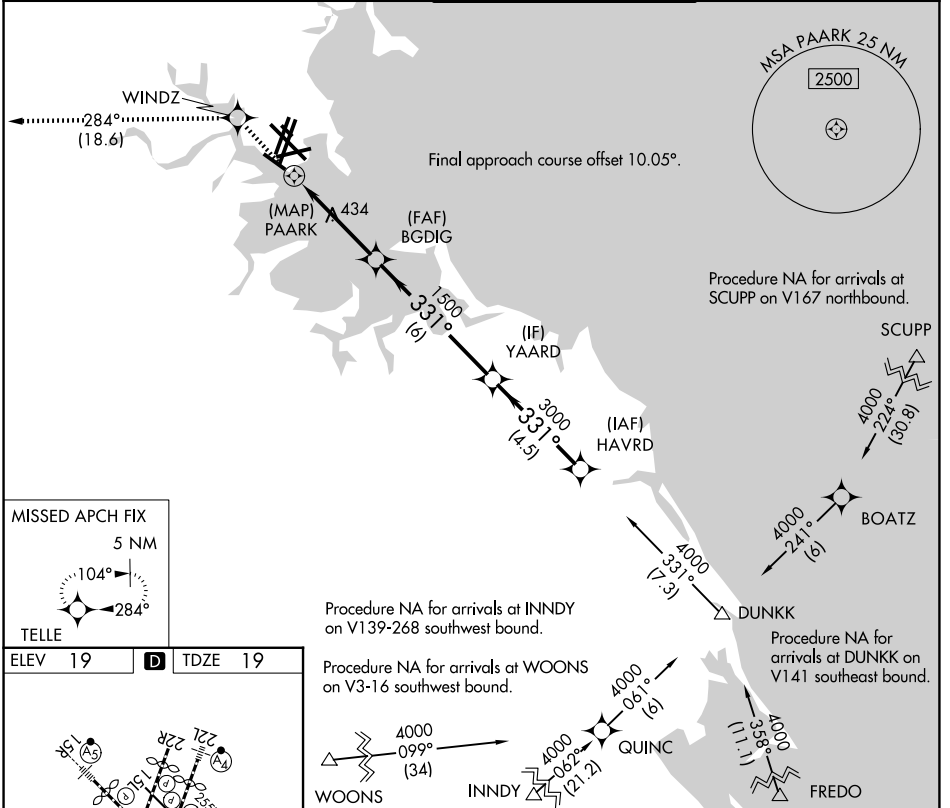 MSA PAARK 25 NM
2500
WINDZ
284°
(18.6)
Final approach course offset 10.05°.
(MAP)
PAARK
434
(FAF)
BGDIG
1500
331°
(6)
Procedure NA for arrivals at
SCUPP on V167 northbound.
SCUPP
4000
224°
(30.8)
(IF)
YAARD
3000
331°
(4.5)
(IAF)
HAVRD
BOATZ
4000
241°
(6)
MISSED APCH FIX
5 NM
104°
284°
TELLE
4000
331°
(7.3)
DUNKK
Procedure NA for arrivals at INNDY
on V139-268 southwest bound.
Procedure NA for
arrivals at DUNKK on
V141 southeast bound.
ELEV 19 D TDZE 19
Procedure NA for arrivals at WOONS
on V3-16 southwest bound.
4000
061°
(6)
QUINC
4000
099°
(34)
WOONS
4000
062°
(21.2)
INNDY
4000
358°
(11.1)
FREDO
15R
A5
22R
22L
A4
15L
P
P
255